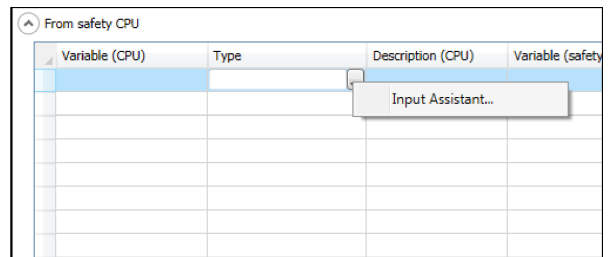 From safety CPU
Variable (CPU) Type Description (CPU) Variable (safety
Input Assistant...